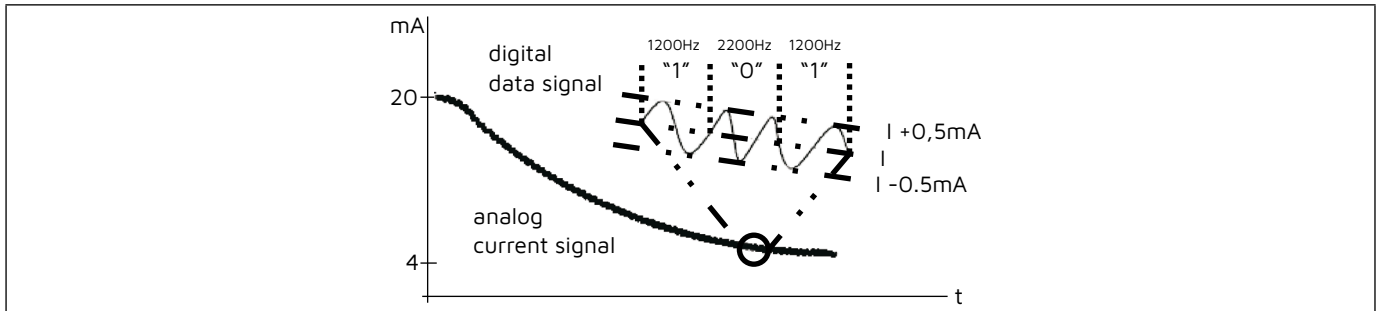 mA
digital
data signal
1200Hz 2200Hz 1200Hz
“1” “0” “1”
20
I +0,5mA
I
I -0.5mA
analog
current signal
4
t